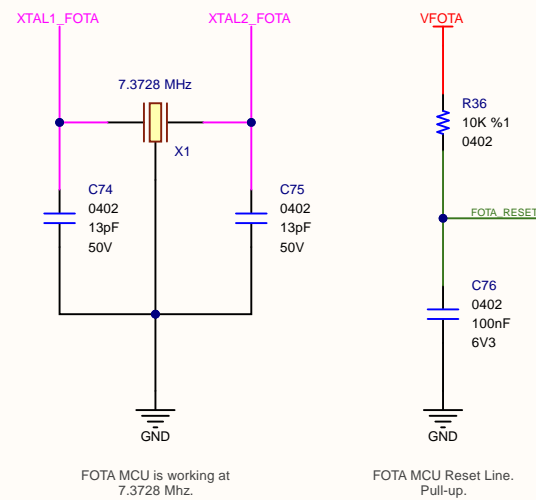 XTAL1_FOTA
XTAL2_FOTA
7.3728 MHz
X1
C74
0402
13pF
50V
C75
0402
13pF
50V
GND
FOTA MCU is working at
7.3728 Mhz.
VFOTA
R36
10K %1
0402
FOTA_RESET
C76
0402
100nF
6V3
GND
FOTA MCU Reset Line.
Pull-up.